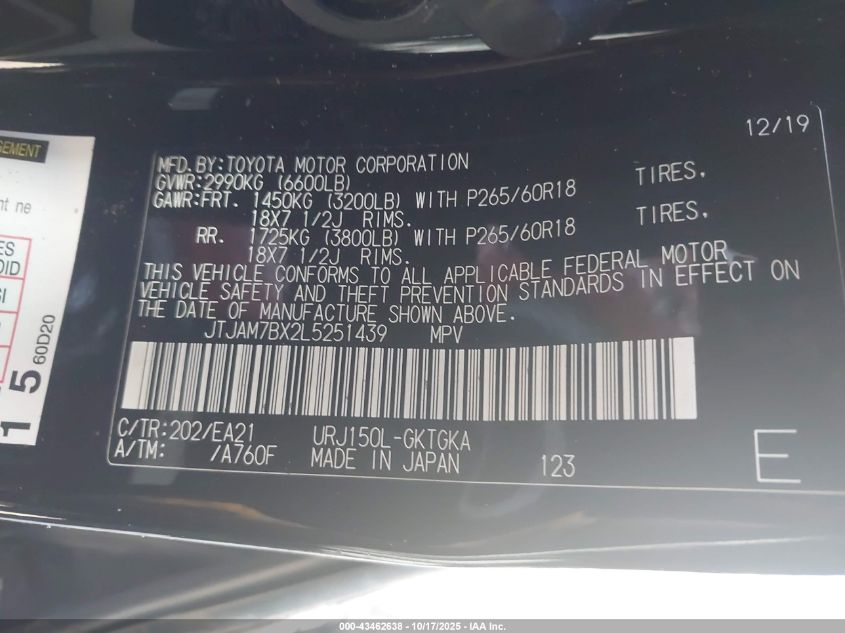 12/19
MFD.BY:TOYOTA MOTOR CORPORATION
GVWR:2990KG (6600LB)
GAWR:FRT. 1450KG (3200LB) WITH P265/60R18 TIRES,
18X7 1/2J RIMS.
RR. 1725KG (3800LB) WITH P265/60R18 TIRES,
18X7 1/2J RIMS.
THIS VEHICLE CONFORMS TO ALL APPLICABLE FEDERAL MOTOR
VEHICLE SAFETY AND THEFT PREVENTION STANDARDS IN EFFECT ON
THE DATE OF MANUFACTURE SHOWN ABOVE.
JTJAM7BX2L5251439 MPV
C/TR:202/EA21 URJ150L-GKTGKA
A/TM: /A760F MADE IN JAPAN 123 E
60D20
000-43462638 - 10/17/2025 - IAA Inc.